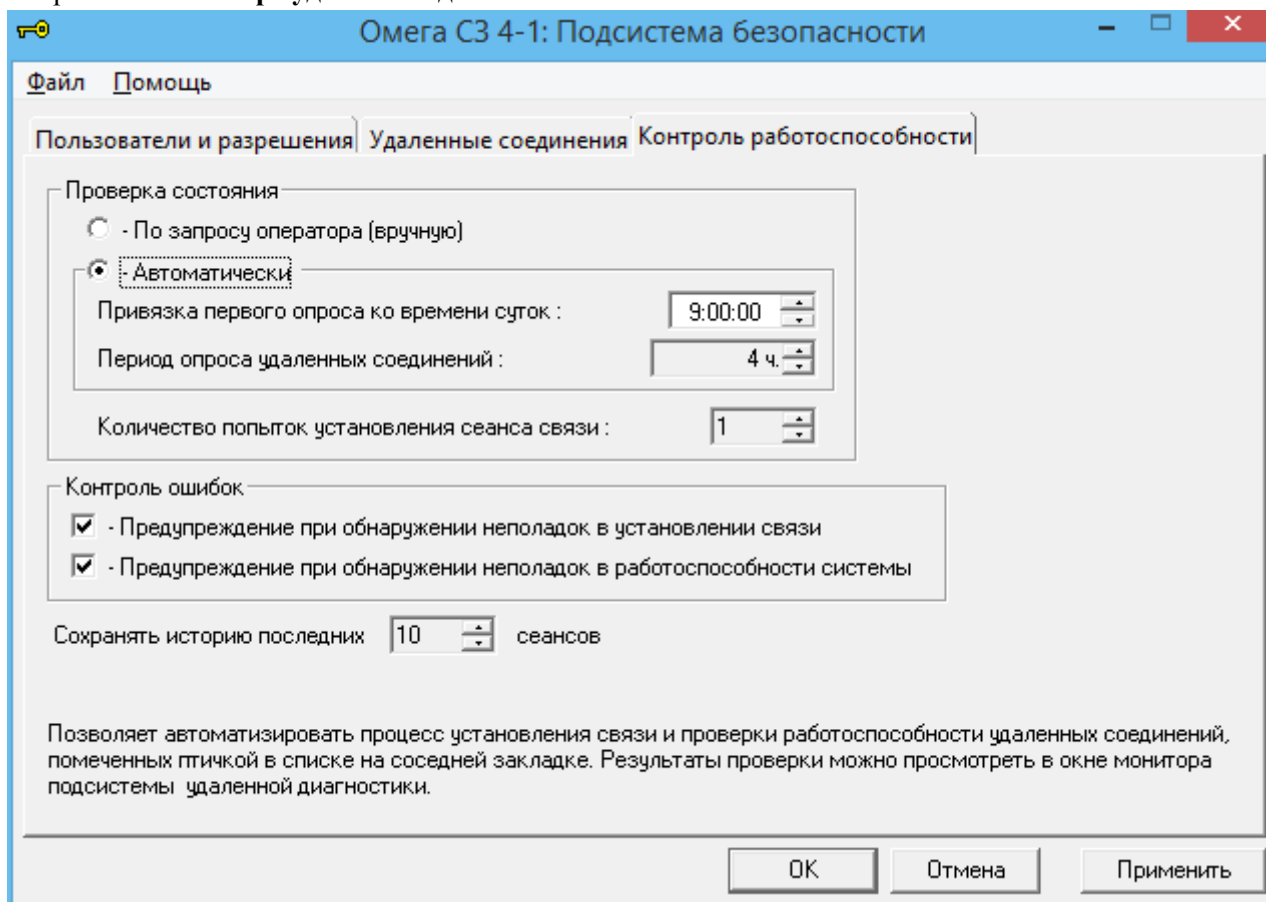 Омега СЗ 4-1: Подсистема безопасности
Файл Помощь
Пользователи и разрешения Удаленные соединения Контроль работоспособности
Проверка состояния
- По запросу оператора (вручную)
- Автоматически
Привязка первого опроса ко времени суток : 9:00:00
Период опроса удаленных соединений : 4 ч.
Количество попыток установления сеанса связи : 1
Контроль ошибок
- Предупреждение при обнаружении неполадок в установлении связи
- Предупреждение при обнаружении неполадок в работоспособности системы
Сохранять историю последних 10 сеансов
Позволяет автоматизировать процесс установления связи и проверки работоспособности удаленных соединений,
помеченных птичкой в списке на соседней закладке. Результаты проверки можно просмотреть в окне монитора
подсистемы удаленной диагностики.
OK Отмена Применить